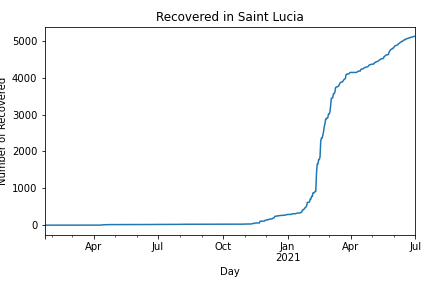 Recovered in Saint Lucia
Number of Recovered
5000
4000
3000
2000
1000
0
Apr
Jul
Oct
Jan
2021
Apr
Jul
Day